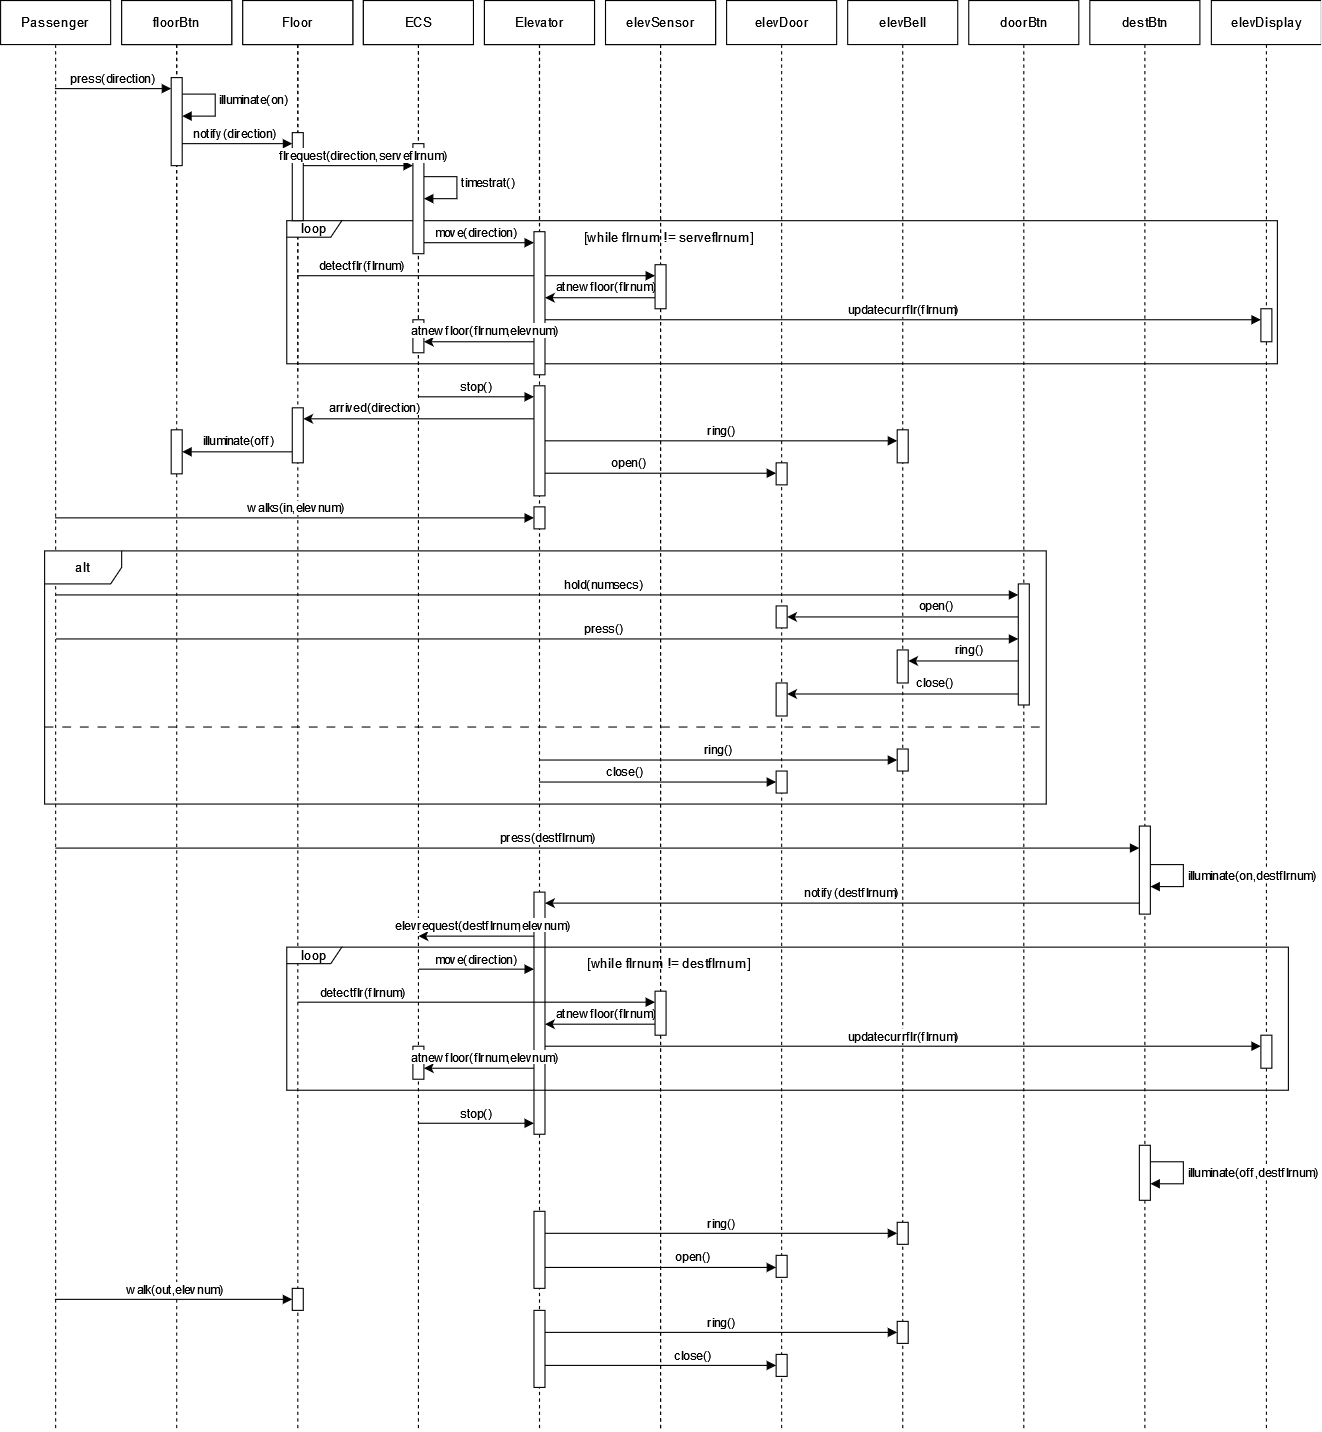 Passenger
floorBtn
Floor
ECS
Elevator
elevSensor
elevDoor
elevBell
doorBtn
destBtn
elevDisplay
press(direction)
illuminate(on)
notify(direction)
flrequest(direction,serveflrnum)
timestrat()
loop
move(direction)
[while flrnum != serveflrnum]
detectflr(flrnum)
atnewfloor(flrnum)
updatecurrflr(flrnum)
atnewfloor(flrnum,elevnum)
stop()
arrived(direction)
ring()
illuminate(off)
open()
walks(in,elevnum)
alt
hold(numsecs)
open()
press()
ring()
close()
ring()
close()
press(destflrnum)
illuminate(on,destflrnum)
notify(destflrnum)
elevrequest(destflrnum,elevnum)
loop
move(direction)
[while flrnum != destflrnum]
detectflr(flrnum)
atnewfloor(flrnum)
updatecurrflr(flrnum)
atnewfloor(flrnum,elevnum)
stop()
illuminate(off,destflrnum)
ring()
open()
walk(out,elevnum)
ring()
close()